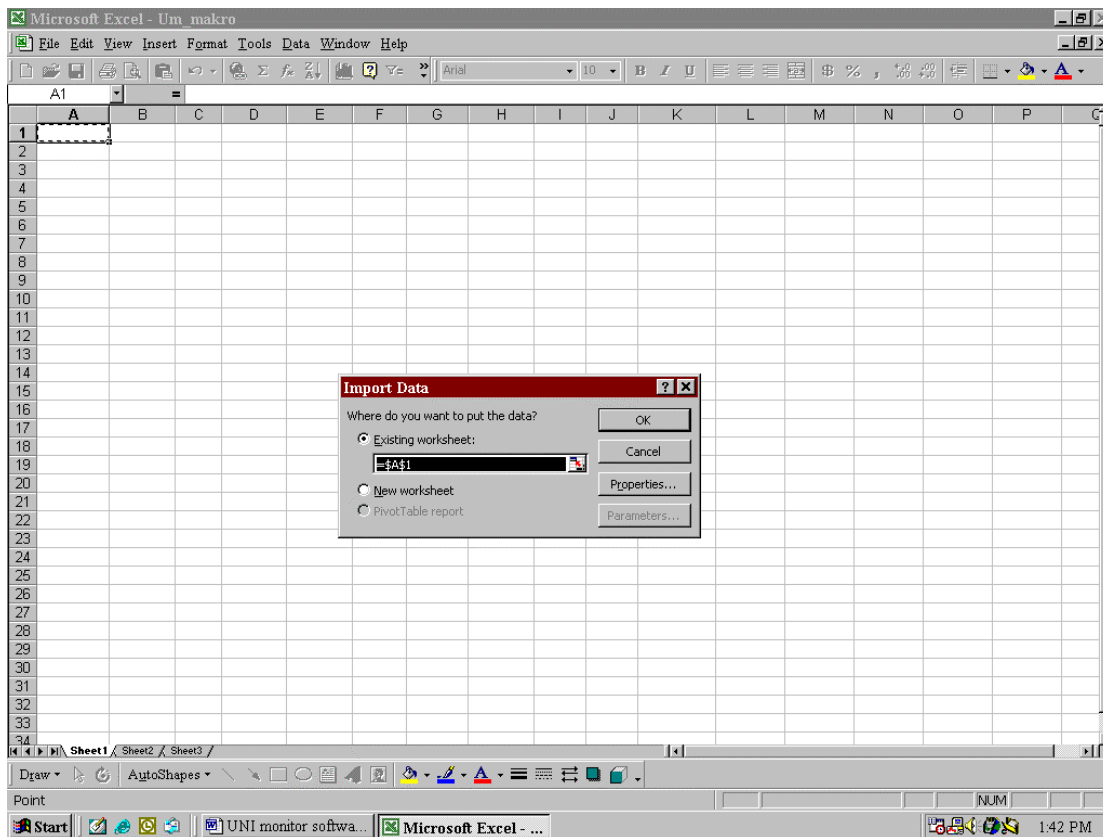 Microsoft Excel - Um_makro
File Edit View Insert Format Tools Data Window Help
Arial 10 B I U $ % ,
A1 =
A B C D E F G H I J K L M N O P
1
2
3
4
5
6
7
8
9
10
11
12
13
14
15
16
17
18
19
20
21
22
23
24
25
26
27
28
29
30
31
32
33
34
Import Data
Where do you want to put the data?
OK
Existing worksheet:
Cancel
=$A$1
New worksheet
Properties...
PivotTable report
Parameters...
Sheet1 Sheet2 Sheet3
Draw AutoShapes
Point NUM
Start UNI monitor softwa... Microsoft Excel - ... 1:42 PM